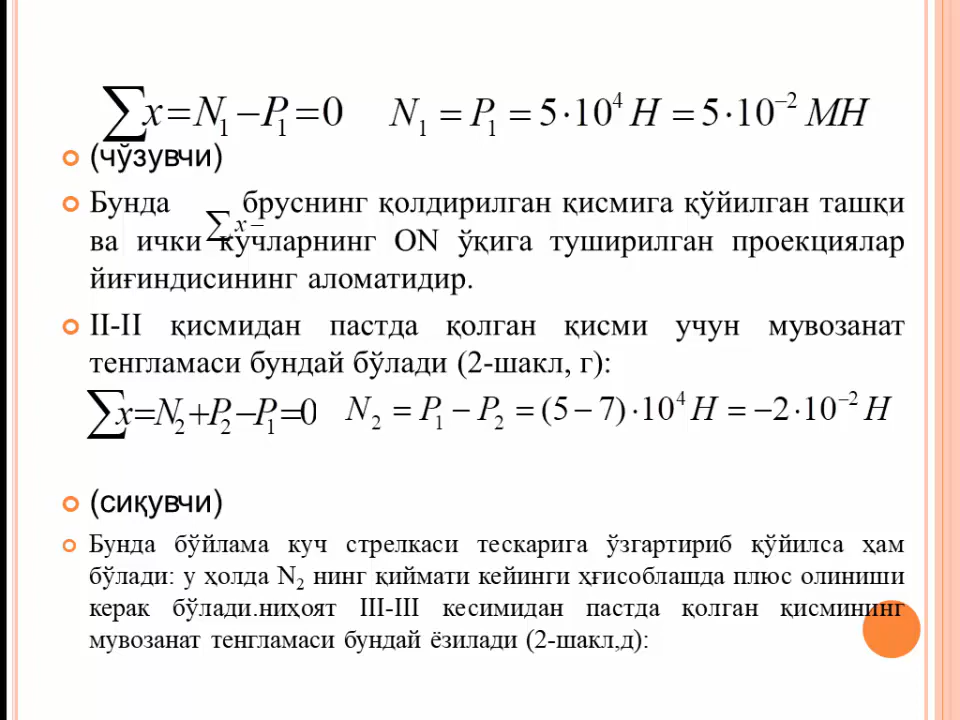 ∑x=N₁−P₁=0 N₁ = P₁ = 5·10⁴ Н = 5·10⁻² МН
(чўзувчи)
Бунда ∑x − бруснинг қолдирилган қисмига қўйилган ташқи
ва ички кучларнинг ON ўқига туширилган проекциялар
йиғиндисининг аломатидир.
II-II қисмидан пастда қолган қисми учун мувозанат
тенгламаси бундай бўлади (2-шакл, г):
∑x=N₂+P₂−P₁=0 N₂ = P₁ − P₂ = (5 − 7)·10⁴ Н = −2·10⁻² Н
(сиқувчи)
Бунда бўйлама куч стрелкаси тескарига ўзгартириб қўйилса ҳам
бўлади: у ҳолда N₂ нинг қиймати кейинги ҳғисоблашда плюс олиниши
керак бўлади.ниҳоят III-III кесимидан пастда қолган қисмининг
мувозанат тенгламаси бундай ёзилади (2-шакл,д):